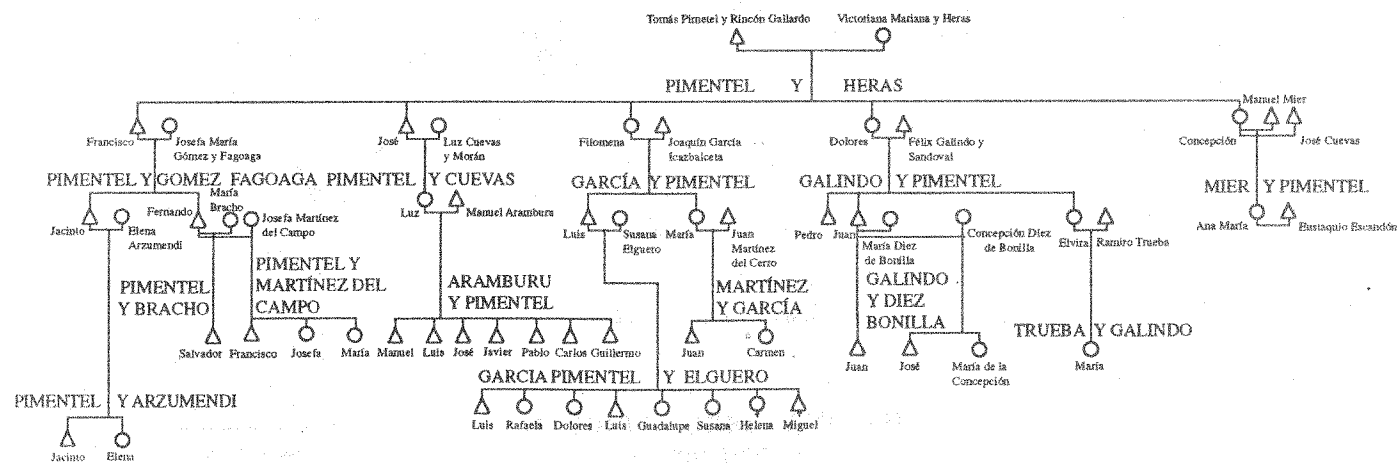 Tomás Pimetel y Rincón Gallardo
Victoriana Mariana y Heras
PIMENTEL Y HERAS
Francisco
Josefa María
Gómez y Fagoaga
José
Luz Cuevas
y Morán
Filomena
Joaquín García
Icazbalceta
Dolores
Félix Galindo y
Sandoval
Manuel Mier
Concepción
José Cuevas
PIMENTEL Y GOMEZ FAGOAGA
PIMENTEL Y CUEVAS
GARCÍA Y PIMENTEL
GALINDO Y PIMENTEL
MIER Y PIMENTEL
Jacinto
Elena
Arzumendi
Fernando
María
Bracho
Josefa Martínez
del Campo
Luz
Manuel Aramburu
Luis
Susana
Elguero
María
Juan
Martínez
del Cerro
Pedro
Juan
María Diez
de Bonilla
Concepción Diez
de Bonilla
Elvira
Ramiro Trueba
Ana María
Eustaquio Escandón
PIMENTEL
Y BRACHO
PIMENTEL Y
MARTÍNEZ DEL
CAMPO
ARAMBURU
Y PIMENTEL
MARTÍNEZ
Y GARCÍA
GALINDO
Y DIEZ
BONILLA
TRUEBA Y GALINDO
Salvador
Francisco
Josefa
María
Manuel
Luis
José
Javier
Pablo
Carlos
Guillermo
Juan
Carmen
Juan
José
María de la
Concepción
María
GARCIA PIMENTEL Y ELGUERO
PIMENTEL Y ARZUMENDI
Luis
Rafaela
Dolores
Luis
Guadalupe
Susana
Helena
Miguel
Jacinto
Elena